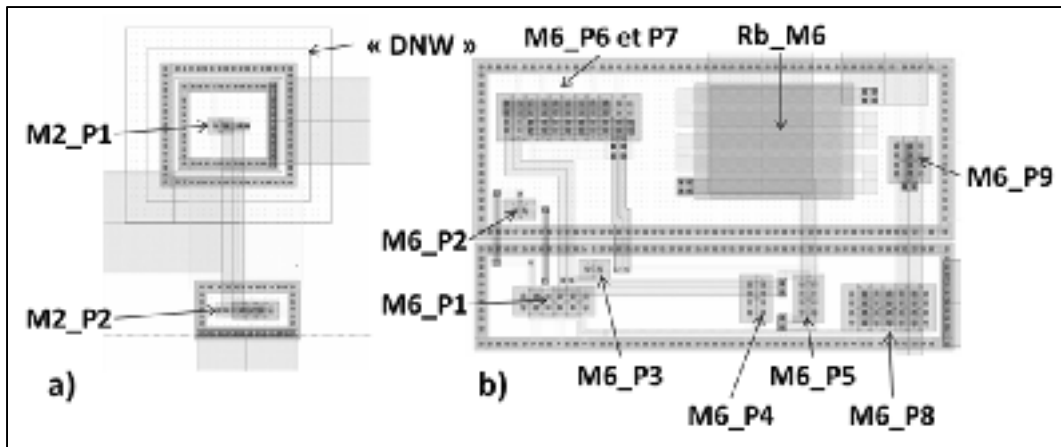 « DNW »
M2_P1
M2_P2
a)
M6_P6 et P7
Rb_M6
M6_P9
M6_P2
M6_P1
M6_P3
M6_P4
M6_P5
M6_P8
b)